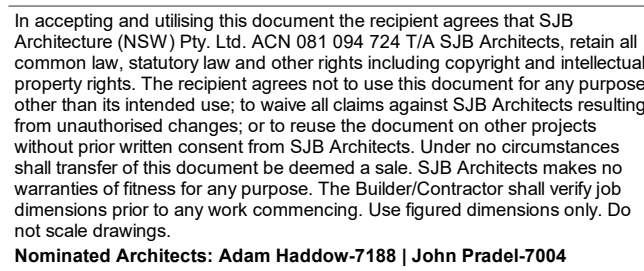 In accepting and utilising this document the recipient agrees that SJB
Architecture (NSW) Pty. Ltd. ACN 081 094 724 T/A SJB Architects, retain all
common law, statutory law and other rights including copyright and intellectual
property rights. The recipient agrees not to use this document for any purpose
other than its intended use; to waive all claims against SJB Architects resulting
from unauthorised changes; or to reuse the document on other projects
without prior written consent from SJB Architects. Under no circumstances
shall transfer of this document be deemed a sale. SJB Architects makes no
warranties of fitness for any purpose. The Builder/Contractor shall verify job
dimensions prior to any work commencing. Use figured dimensions only. Do
not scale drawings.
Nominated Architects: Adam Haddow-7188 | John Pradel-7004